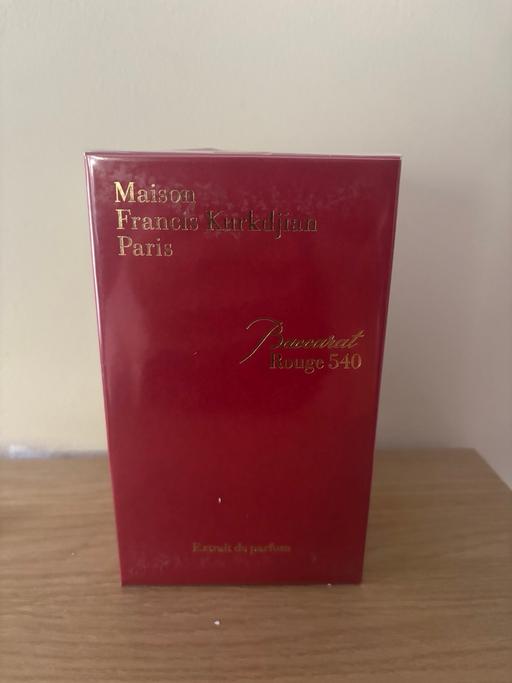 Maison
Francis Kurkdjian
Paris
Baccarat
Rouge 540
Extrait de parfum